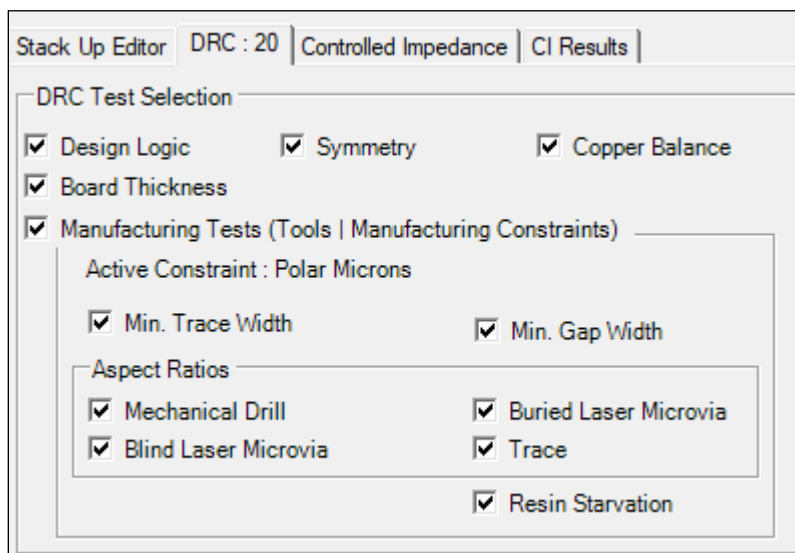 Stack Up Editor DRC : 20 Controlled Impedance CI Results
DRC Test Selection
Design Logic Symmetry Copper Balance
Board Thickness
Manufacturing Tests (Tools | Manufacturing Constraints)
Active Constraint : Polar Microns
Min. Trace Width Min. Gap Width
Aspect Ratios
Mechanical Drill Buried Laser Microvia
Blind Laser Microvia Trace
Resin Starvation